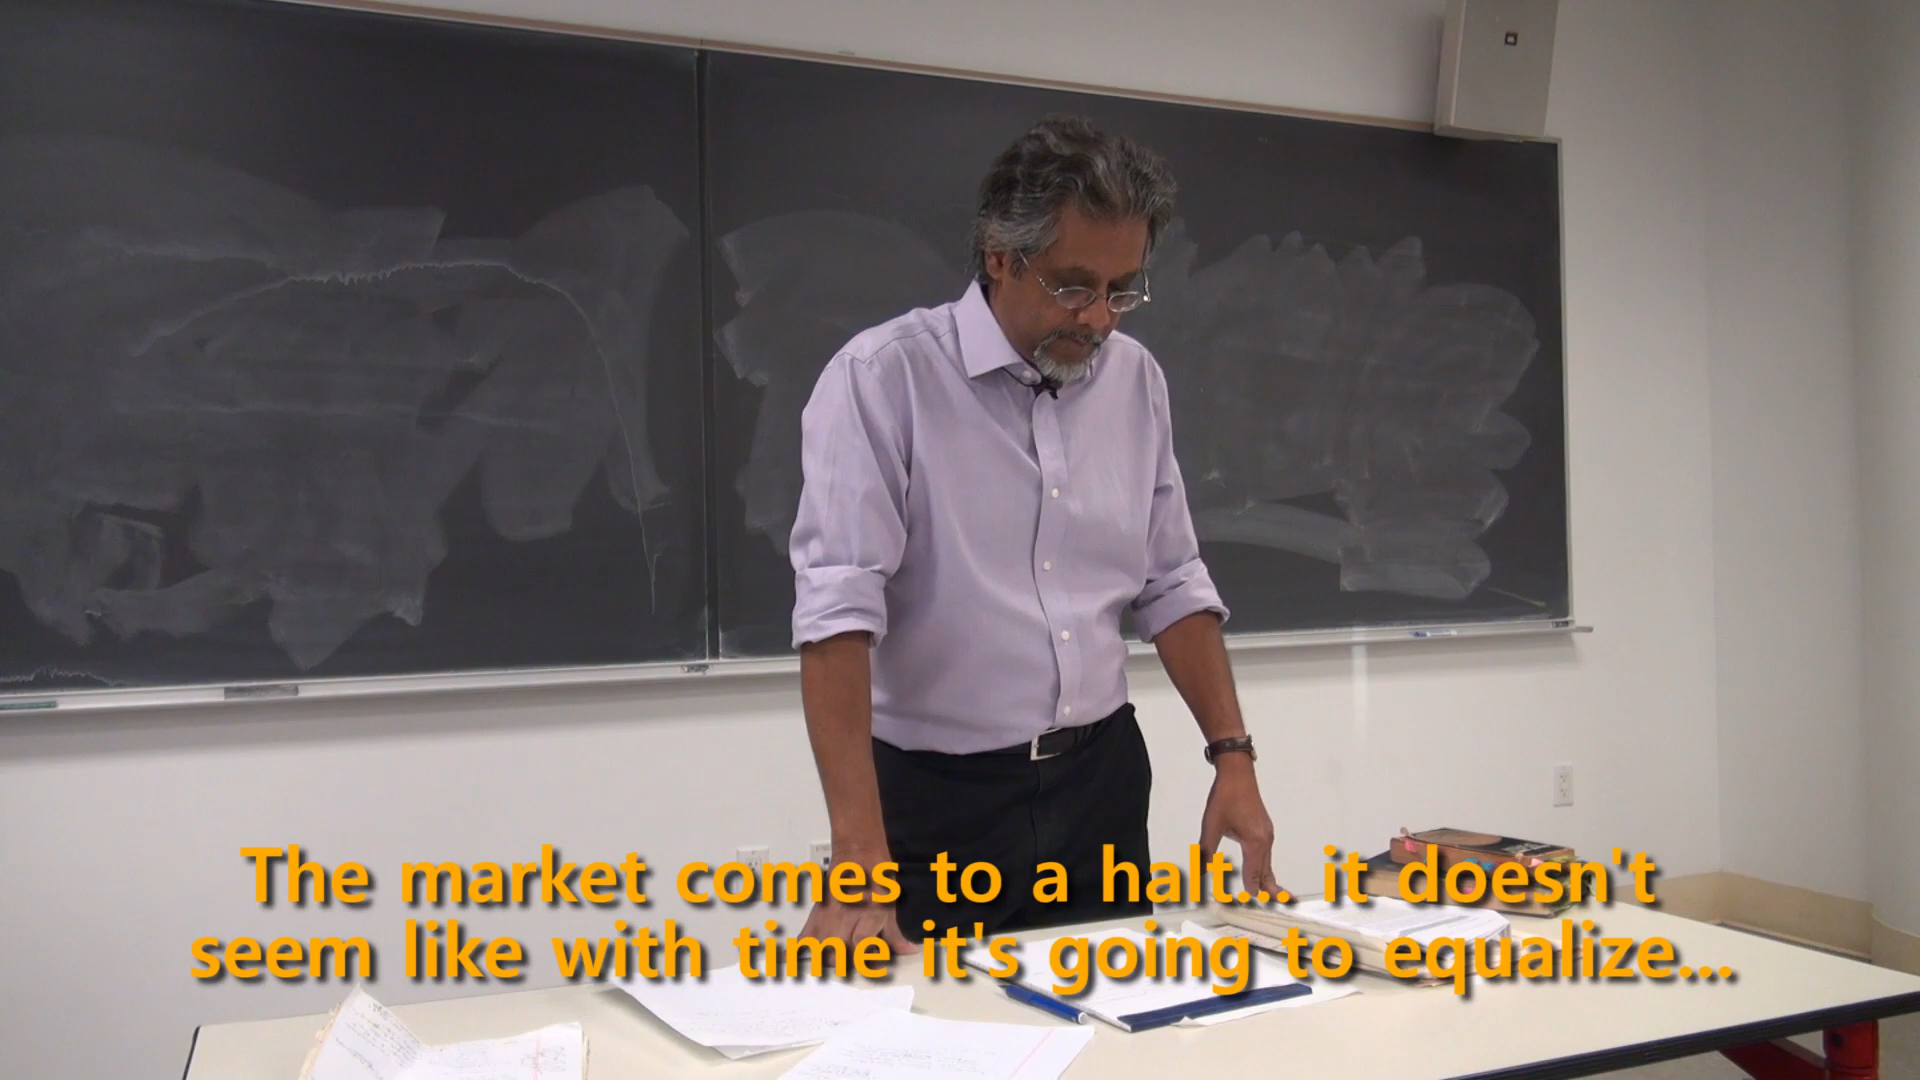 The market comes to a halt... it doesn't
seem like with time it's going to equalize...